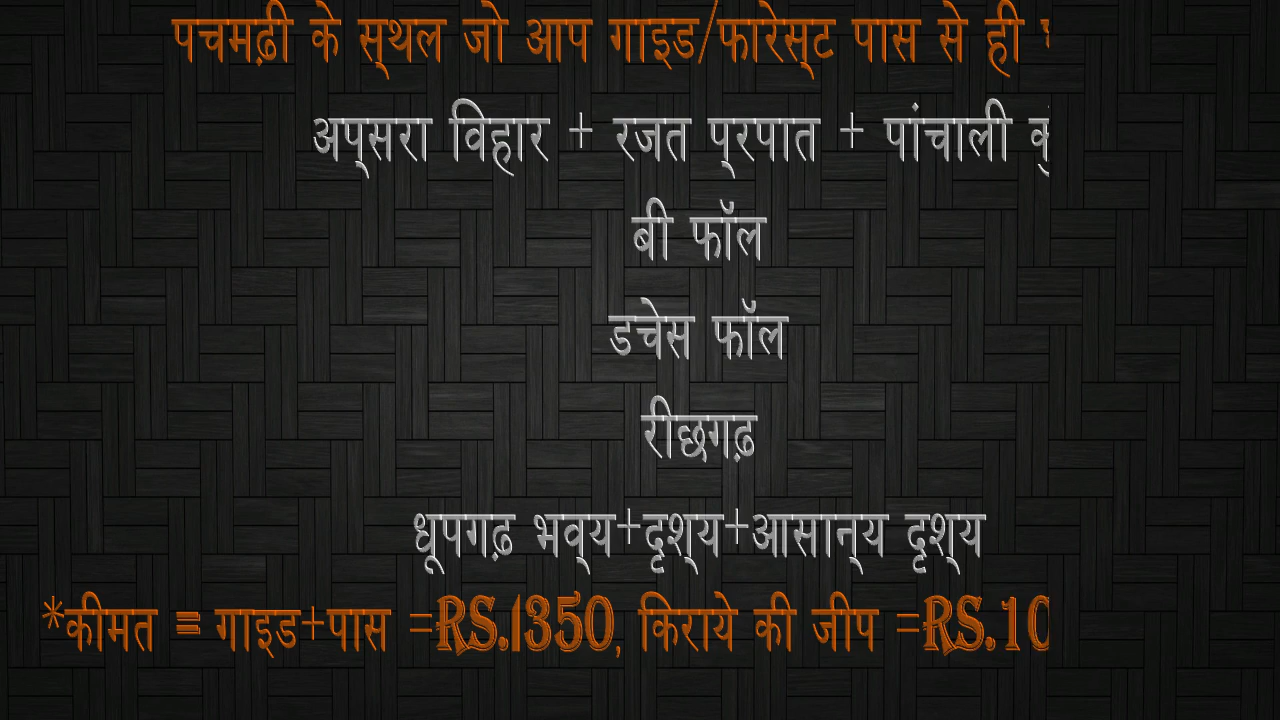 पचमढ़ी के स्थल जो आप गाइड/फारेस्ट पास से ही
अप्सरा विहार + रजत प्रपात + पांचाली
बी फॉल
डचेस फॉल
रीछगढ़
धूपगढ़ भव्य+दृश्य+आसान्य दृश्य
*कीमत = गाइड+पास =RS.1350, किराये की जीप =RS.10